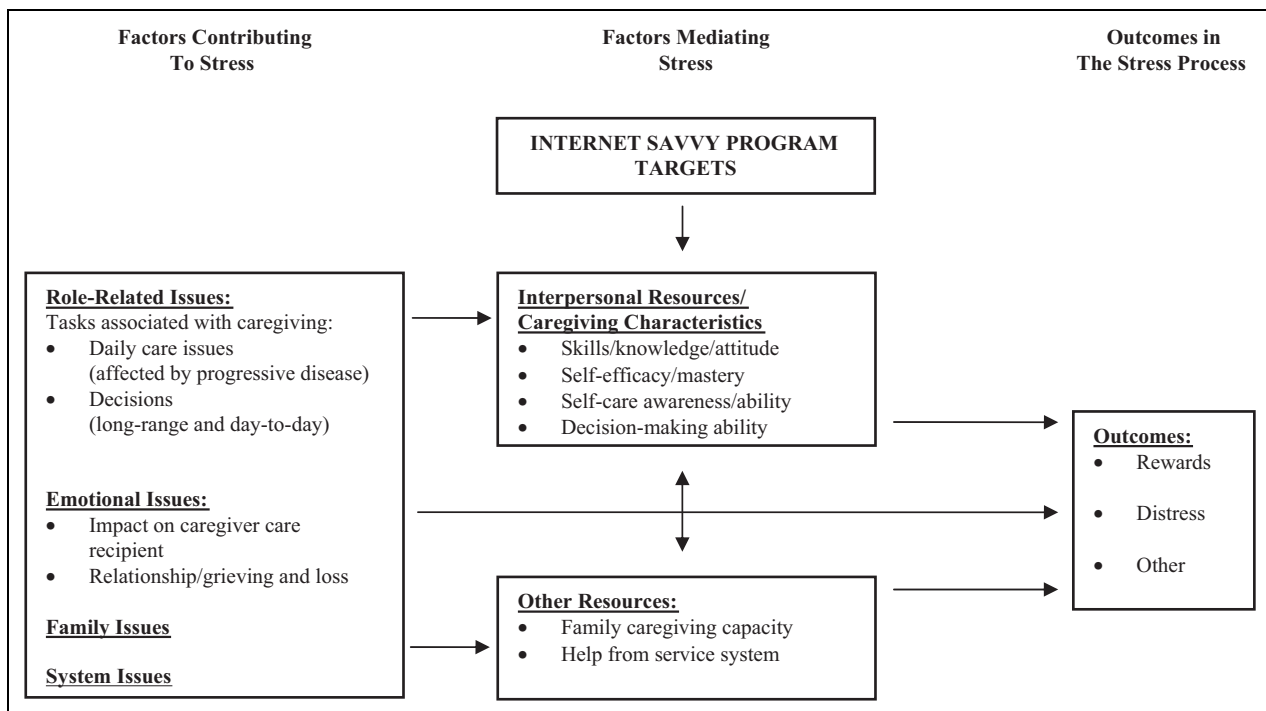 Factors Contributing
To Stress
Factors Mediating
Stress
Outcomes in
The Stress Process
INTERNET SAVVY PROGRAM
TARGETS
Role-Related Issues:
Tasks associated with caregiving:
• Daily care issues
(affected by progressive disease)
• Decisions
(long-range and day-to-day)
Emotional Issues:
• Impact on caregiver care
recipient
• Relationship/grieving and loss
Family Issues
System Issues
Interpersonal Resources/
Caregiving Characteristics
• Skills/knowledge/attitude
• Self-efficacy/mastery
• Self-care awareness/ability
• Decision-making ability
Other Resources:
• Family caregiving capacity
• Help from service system
Outcomes:
• Rewards
• Distress
• Other